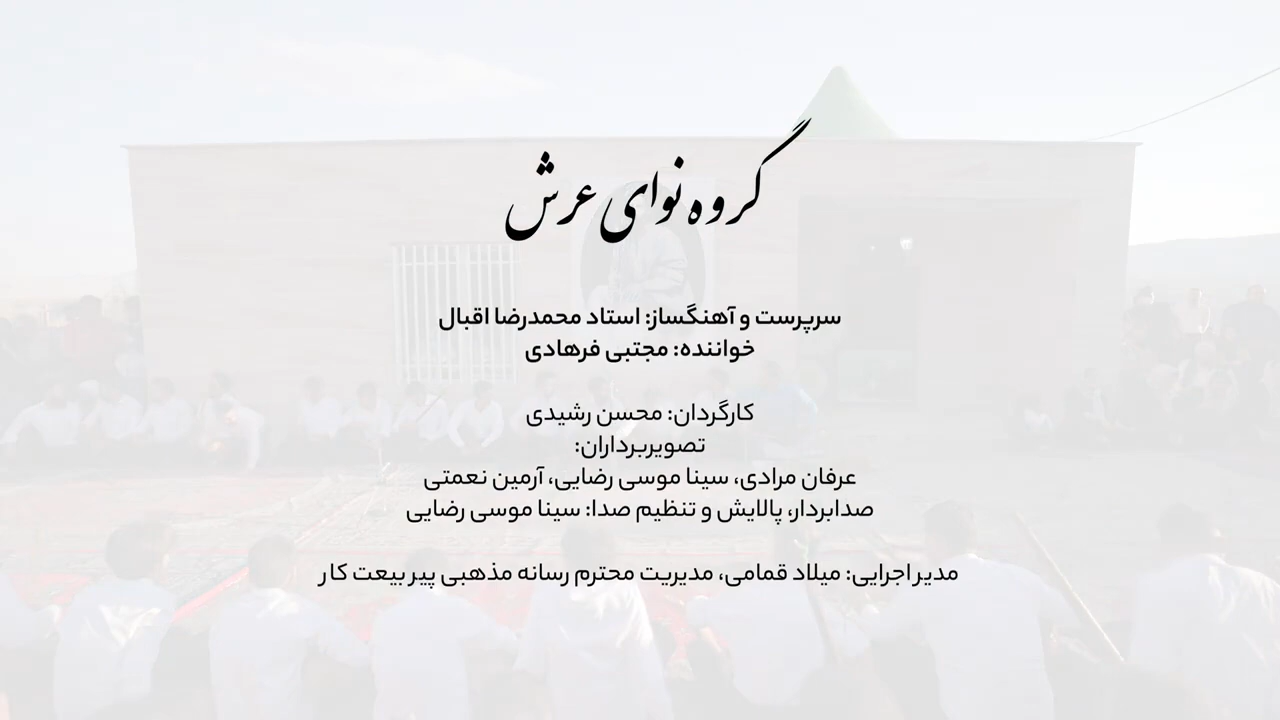 گروه نوای عرش
سرپرست و آهنگساز: استاد محمدرضا اقبال
خواننده: مجتبی فرهادی
کارگردان: محسن رشیدی
تصویربرداران:
عرفان مرادی، سینا موسی رضایی، آرمین نعمتی
صدابردار، پالایش و تنظیم صدا: سینا موسی رضایی
مدیر اجرایی: میلاد قمامی، مدیریت محترم رسانه مذهبی پیر بیعت کار